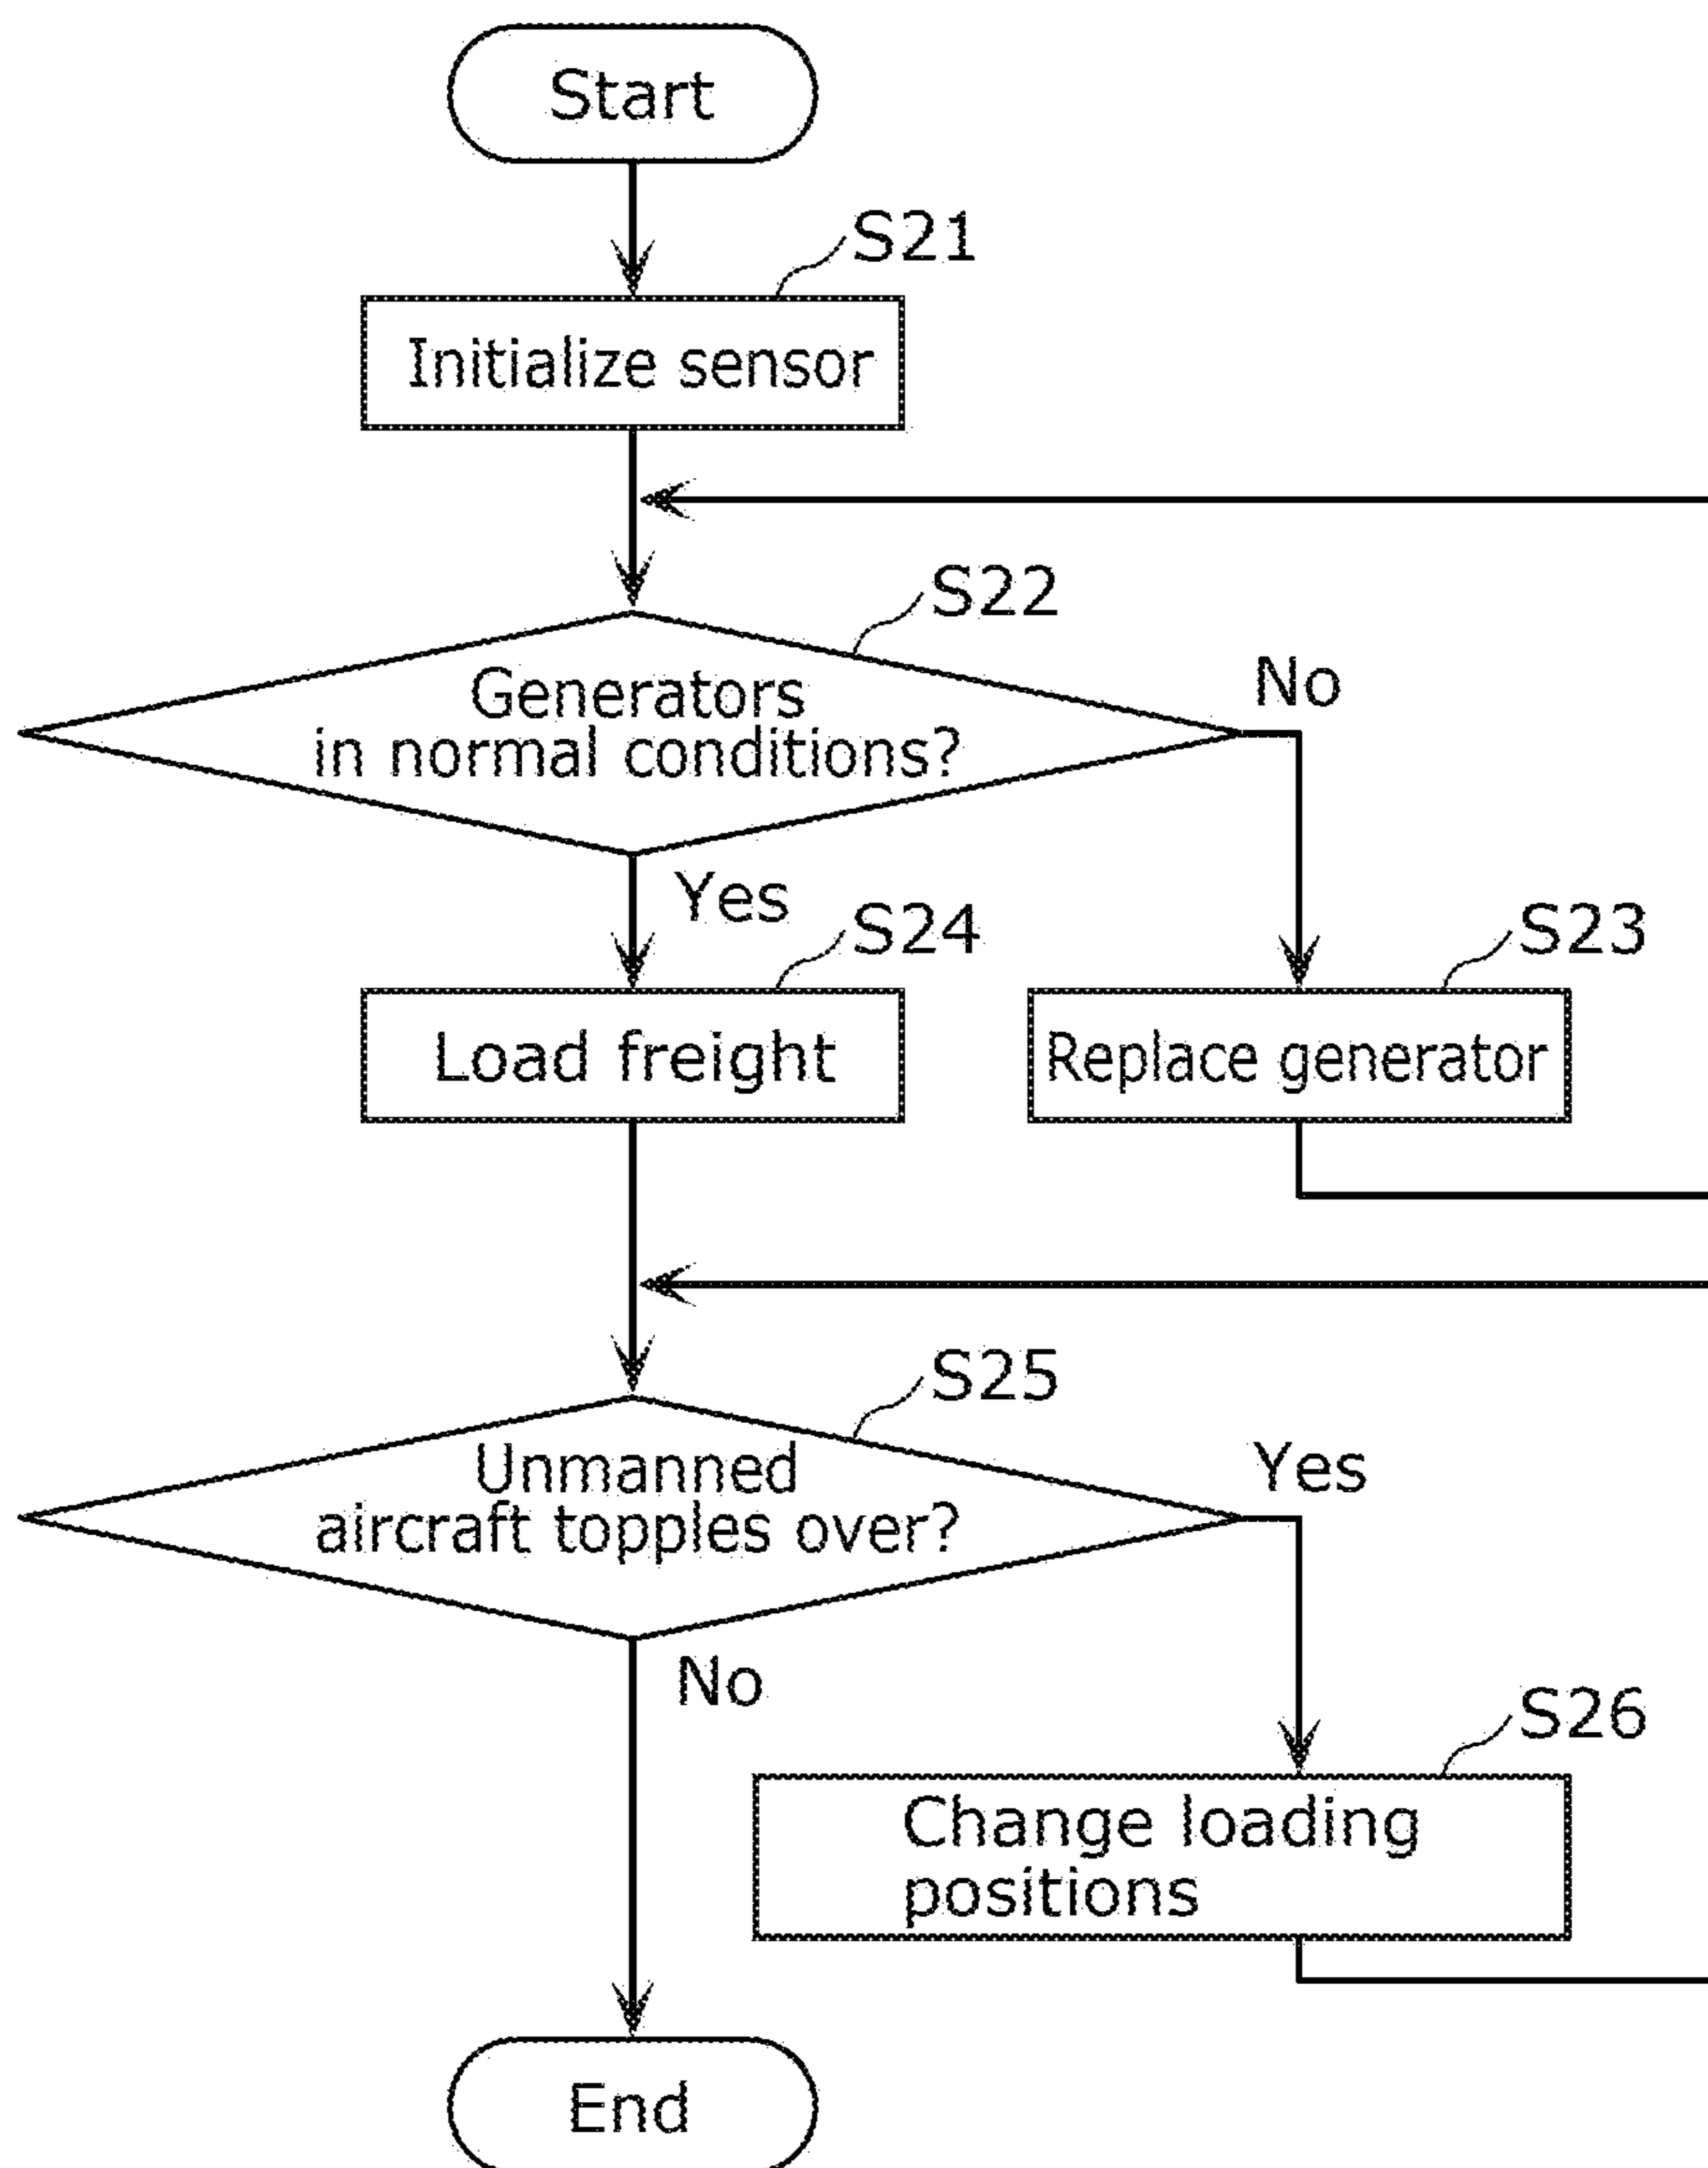 Start
S21
Initialize sensor
S22
Generators
in normal conditions?
No
Yes
S24
S23
Load freight
Replace generator
S25
Unmanned
aircraft topples over?
Yes
No
S26
Change loading
positions
End